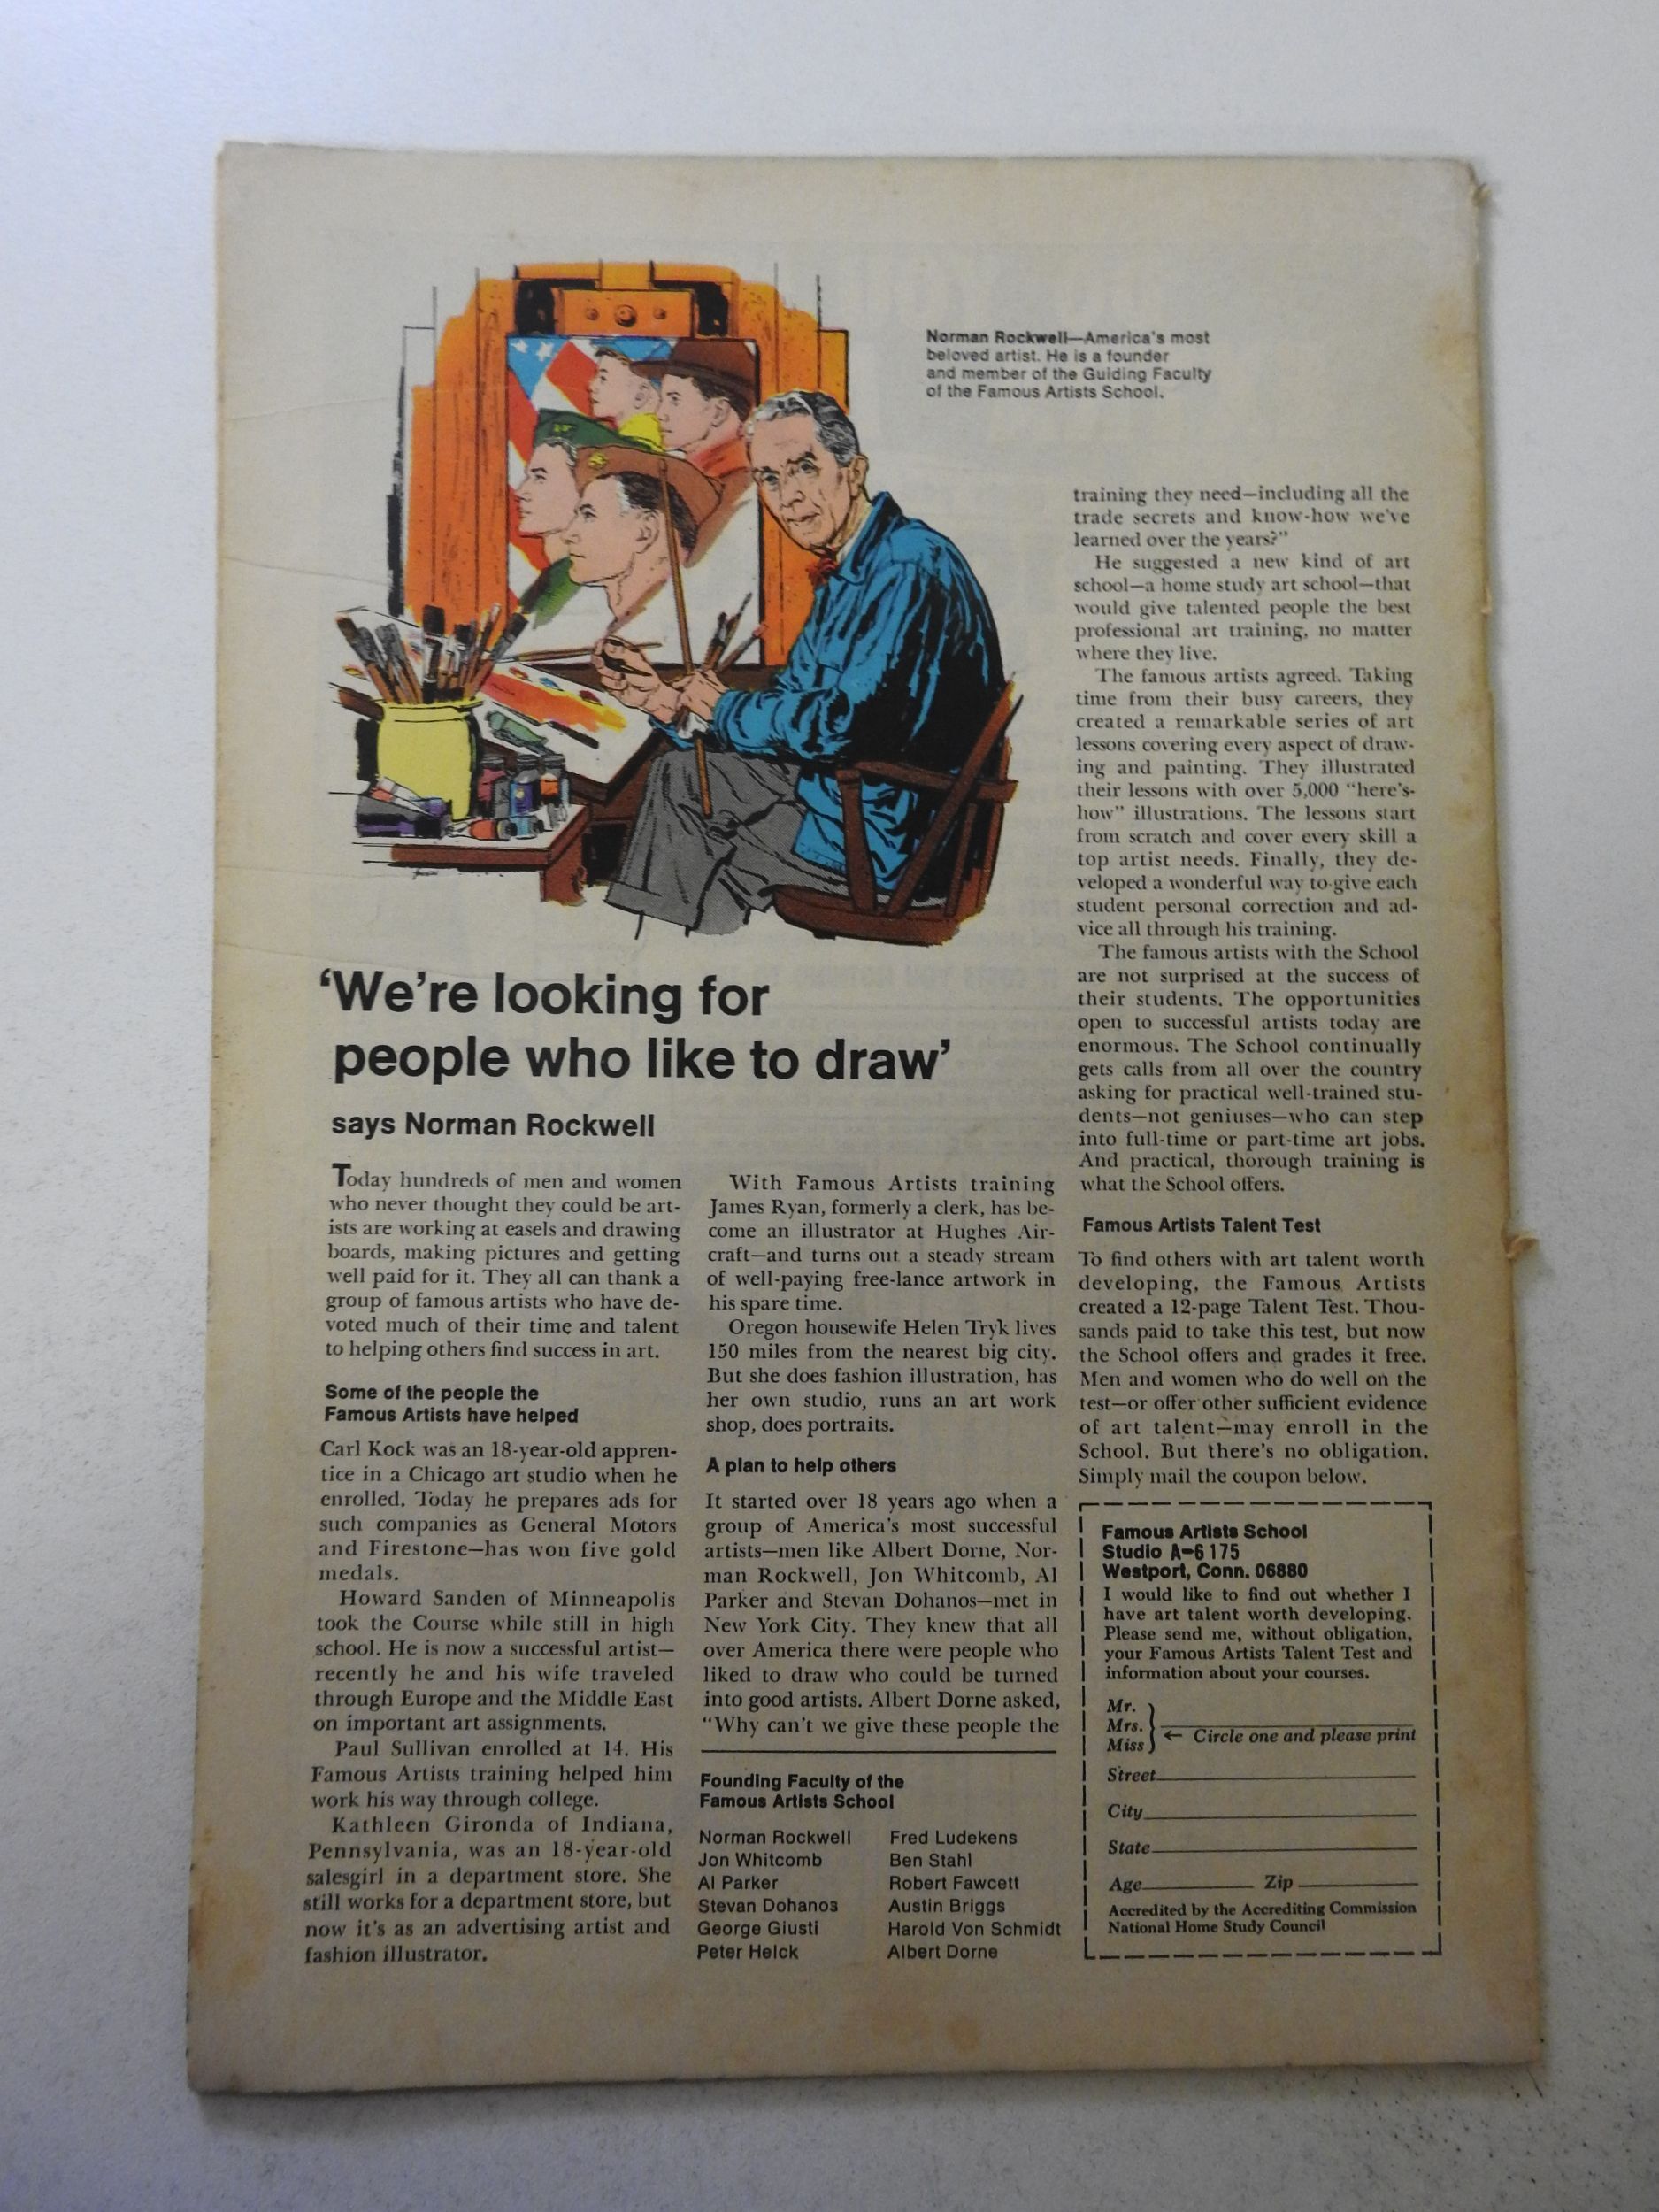 Norman Rockwell—America's most
beloved artist. He is a founder
and member of the Guiding Faculty
of the Famous Artists School.
'We're looking for
people who like to draw'
says Norman Rockwell
Today hundreds of men and women
who never thought they could be art-
ists are working at easels and drawing
boards, making pictures and getting
well paid for it. They all can thank a
group of famous artists who have de-
voted much of their time and talent
to helping others find success in art.
Some of the people the
Famous Artists have helped
Carl Kock was an 18-year-old appren-
tice in a Chicago art studio when he
enrolled. Today he prepares ads for
such companies as General Motors
and Firestone—has won five gold
medals.
Howard Sanden of Minneapolis
took the Course while still in high
school. He is now a successful artist—
recently he and his wife traveled
through Europe and the Middle East
on important art assignments.
Paul Sullivan enrolled at 14. His
Famous Artists training helped him
work his way through college.
Kathleen Gironda of Indiana,
Pennsylvania, was an 18-year-old
salesgirl in a department store. She
still works for a department store, but
now it's as an advertising artist and
fashion illustrator.
With Famous Artists training
James Ryan, formerly a clerk, has be-
come an illustrator at Hughes Air-
craft—and turns out a steady stream
of well-paying free-lance artwork in
his spare time.
Oregon housewife Helen Tryk lives
150 miles from the nearest big city.
But she does fashion illustration, has
her own studio, runs an art work
shop, does portraits.
A plan to help others
It started over 18 years ago when a
group of America's most successful
artists—men like Albert Dorne, Nor-
man Rockwell, Jon Whitcomb, Al
Parker and Stevan Dohanos—met in
New York City. They knew that all
over America there were people who
liked to draw who could be turned
into good artists. Albert Dorne asked,
"Why can't we give these people the
Founding Faculty of the
Famous Artists School
Norman Rockwell
Jon Whitcomb
Al Parker
Stevan Dohanos
George Giusti
Peter Helck
Fred Ludekens
Ben Stahl
Robert Fawcett
Austin Briggs
Harold Von Schmidt
Albert Dorne
training they need—including all the
trade secrets and know-how we've
learned over the years?"
He suggested a new kind of art
school—a home study art school—that
would give talented people the best
professional art training, no matter
where they live.
The famous artists agreed. Taking
time from their busy careers, they
created a remarkable series of art
lessons covering every aspect of draw-
ing and painting. They illustrated
their lessons with over 5,000 "here's-
how" illustrations. The lessons start
from scratch and cover every skill a
top artist needs. Finally, they de-
veloped a wonderful way to give each
student personal correction and ad-
vice all through his training.
The famous artists with the School
are not surprised at the success of
their students. The opportunities
open to successful artists today are
enormous. The School continually
gets calls from all over the country
asking for practical well-trained stu-
dents—not geniuses—who can step
into full-time or part-time art jobs.
And practical, thorough training is
what the School offers.
Famous Artists Talent Test
To find others with art talent worth
developing, the Famous Artists
created a 12-page Talent Test. Thou-
sands paid to take this test, but now
the School offers and grades it free.
Men and women who do well on the
test—or offer other sufficient evidence
of art talent—may enroll in the
School. But there's no obligation.
Simply mail the coupon below.
Famous Artists School
Studio A-6175
Westport, Conn. 06880
I would like to find out whether I
have art talent worth developing.
Please send me, without obligation,
your Famous Artists Talent Test and
information about your courses.
Mr.
Mrs.
Miss
← Circle one and please print
Street
City
State
Age Zip
Accredited by the Accrediting Commission
National Home Study Council